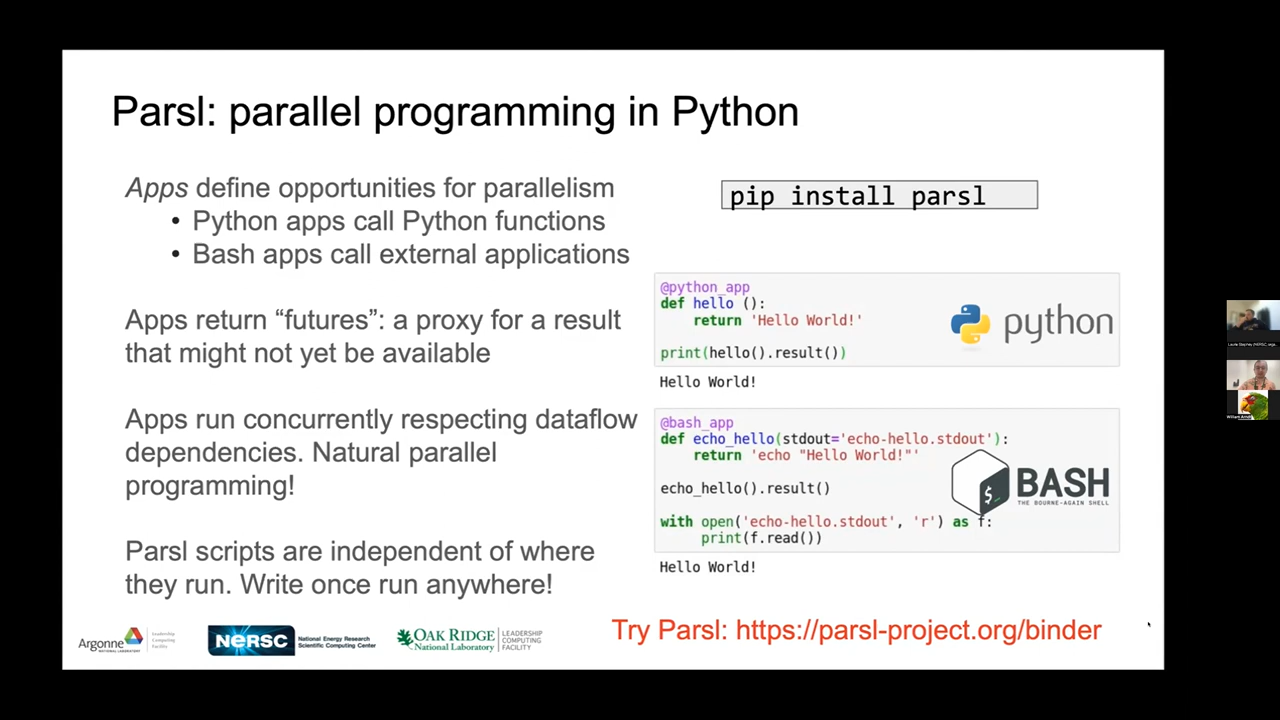 Parsl: parallel programming in Python
Apps define opportunities for parallelism
• Python apps call Python functions
• Bash apps call external applications
Apps return “futures”: a proxy for a result
that might not yet be available
Apps run concurrently respecting dataflow
dependencies. Natural parallel
programming!
Parsl scripts are independent of where
they run. Write once run anywhere!
pip install parsl
@python_app
def hello ():
return 'Hello World!'
print(hello().result())
python
Hello World!
@bash_app
def echo_hello(stdout='echo-hello.stdout'):
return 'echo "Hello World!"'
echo_hello().result()
with open('echo-hello.stdout', 'r') as f:
print(f.read())
BASH
THE BOURNE-AGAIN SHELL
Hello World!
Try Parsl: https://parsl-project.org/binder
Argonne
NATIONAL LABORATORY
Leadership
Computing
Facility
NERSC
National Energy Research
Scientific Computing Center
OAK RIDGE
National Laboratory
LEADERSHIP
COMPUTING
FACILITY